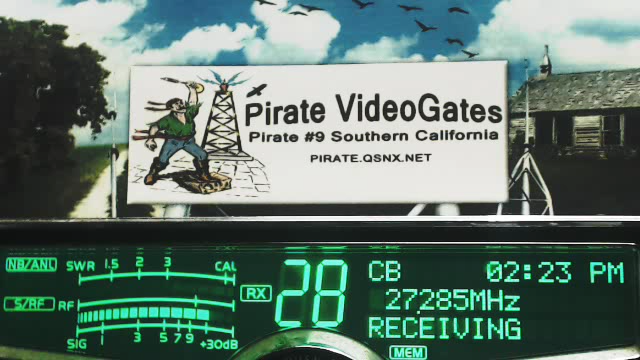 Pirate VideoGates
Pirate #9 Southern California
PIRATE.QSNX.NET
NB/ANL SWR 1.5 2 3 CAL
S/RF RF
SIG 1 3 5 7 9 +30dB
RX 28
CB 02:23 PM
27285MHz
RECEIVING
MEM